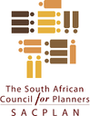 The South African
Council for Planners
SACPLAN